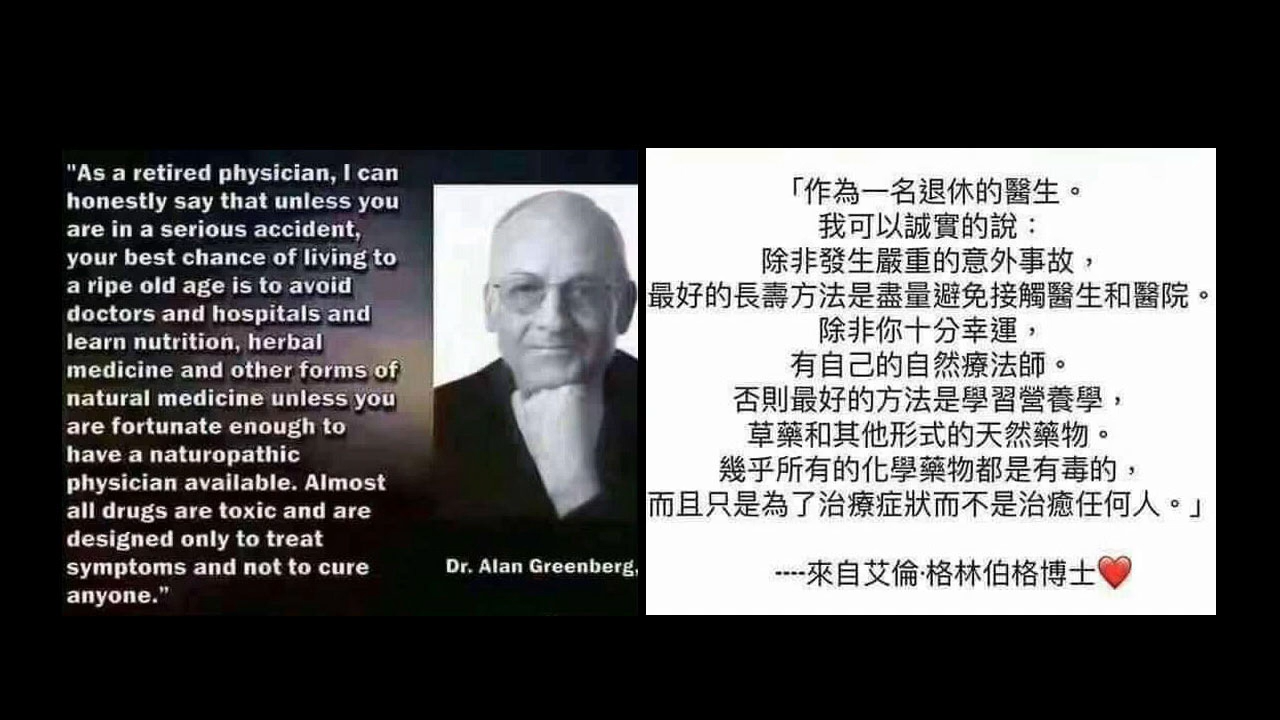 "As a retired physician, I can
honestly say that unless you
are in a serious accident,
your best chance of living to
a ripe old age is to avoid
doctors and hospitals and
learn nutrition, herbal
medicine and other forms of
natural medicine unless you
are fortunate enough to
have a naturopathic
physician available. Almost
all drugs are toxic and are
designed only to treat
symptoms and not to cure
anyone.”
Dr. Alan Greenberg,
「作為一名退休的醫生。
我可以誠實的說：
除非發生嚴重的意外事故，
最好的長壽方法是盡量避免接觸醫生和醫院。
除非你十分幸運，
有自己的自然療法師。
否則最好的方法是學習營養學，
草藥和其他形式的天然藥物。
幾乎所有的化學藥物都是有毒的，
而且只是為了治療症狀而不是治癒任何人。」
----來自艾倫·格林伯格博士❤️